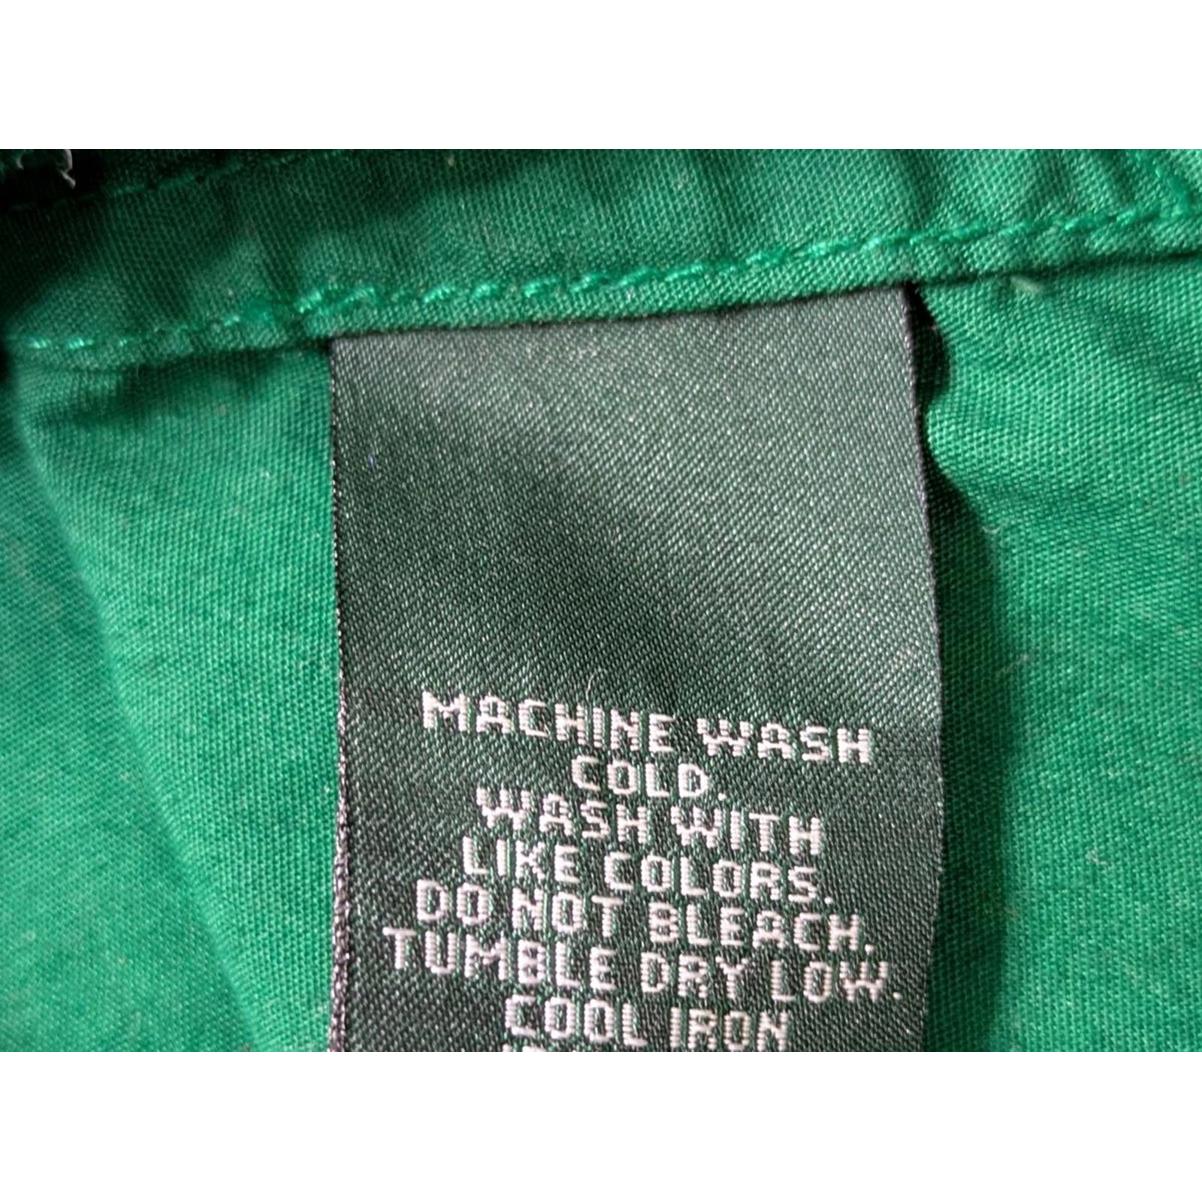 MACHINE WASH
COLD.
WASH WITH
LIKE COLORS.
DO NOT BLEACH.
TUMBLE DRY LOW.
COOL IRON